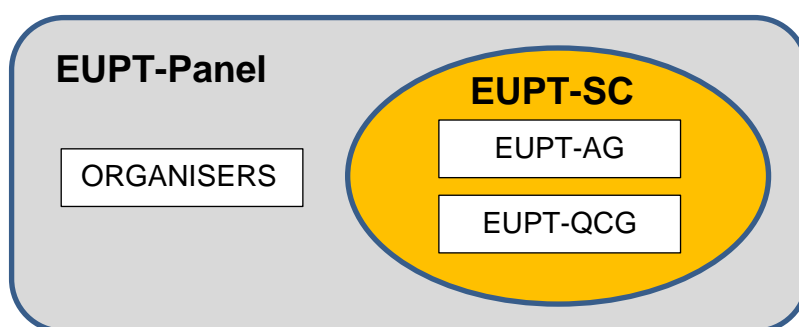 EUPT-Panel
ORGANISERS
EUPT-SC
EUPT-AG
EUPT-QCG